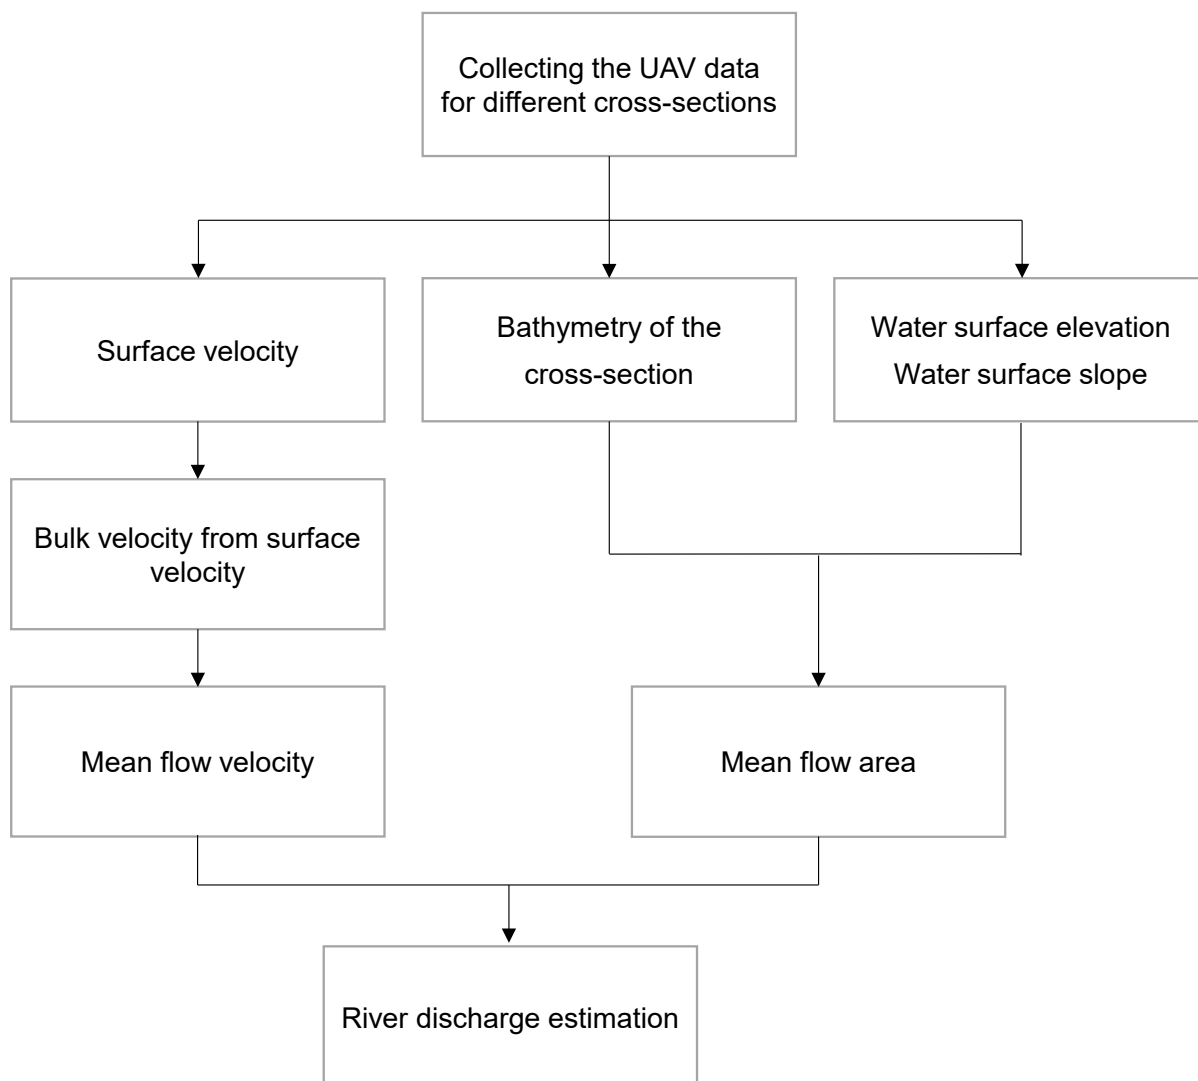 Collecting the UAV data
for different cross-sections
Surface velocity
Bathymetry of the
cross-section
Water surface elevation
Water surface slope
Bulk velocity from surface
velocity
Mean flow velocity
Mean flow area
River discharge estimation